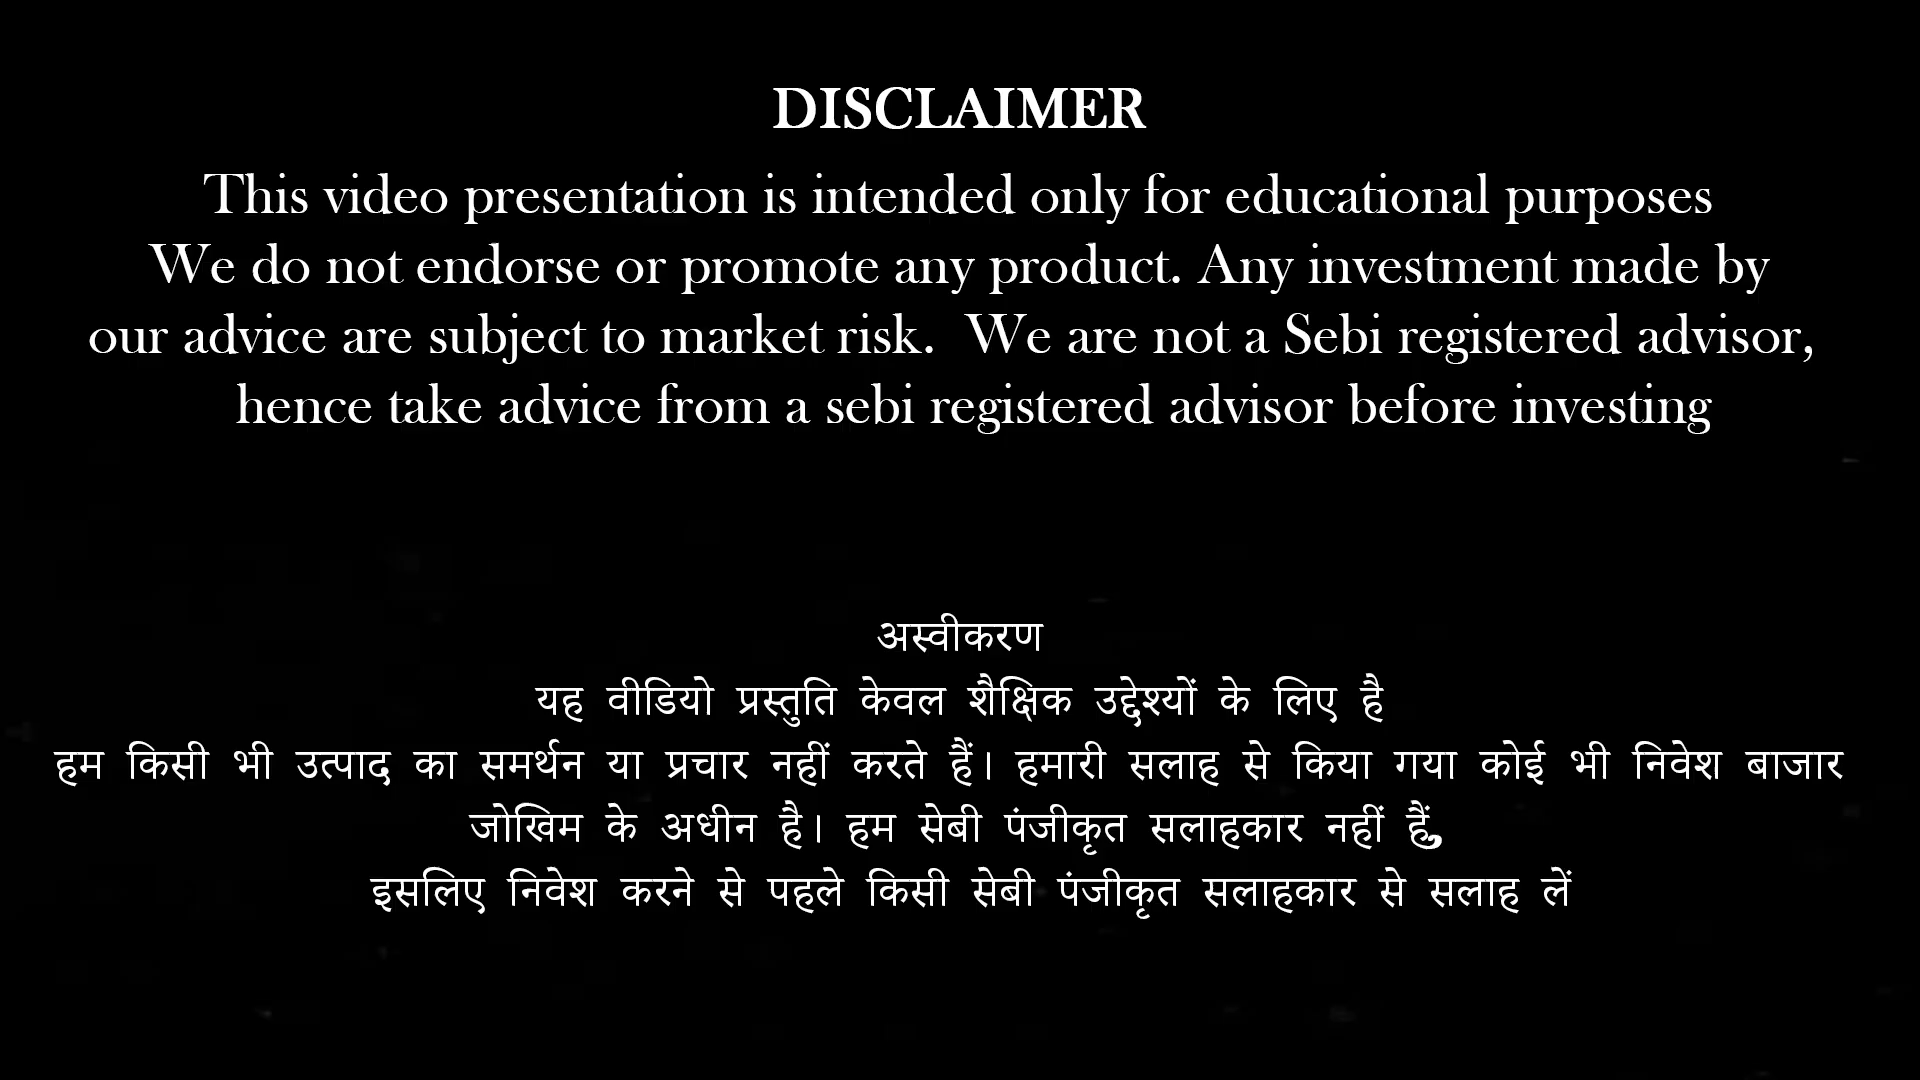 DISCLAIMER
This video presentation is intended only for educational purposes
We do not endorse or promote any product. Any investment made by
our advice are subject to market risk.  We are not a Sebi registered advisor,
hence take advice from a sebi registered advisor before investing
अस्वीकरण
यह वीडियो प्रस्तुति केवल शैक्षिक उद्देश्यों के लिए है
हम किसी भी उत्पाद का समर्थन या प्रचार नहीं करते हैं। हमारी सलाह से किया गया कोई भी निवेश बाजार
जोखिम के अधीन है। हम सेबी पंजीकृत सलाहकार नहीं हैं,
इसलिए निवेश करने से पहले किसी सेबी पंजीकृत सलाहकार से सलाह लें